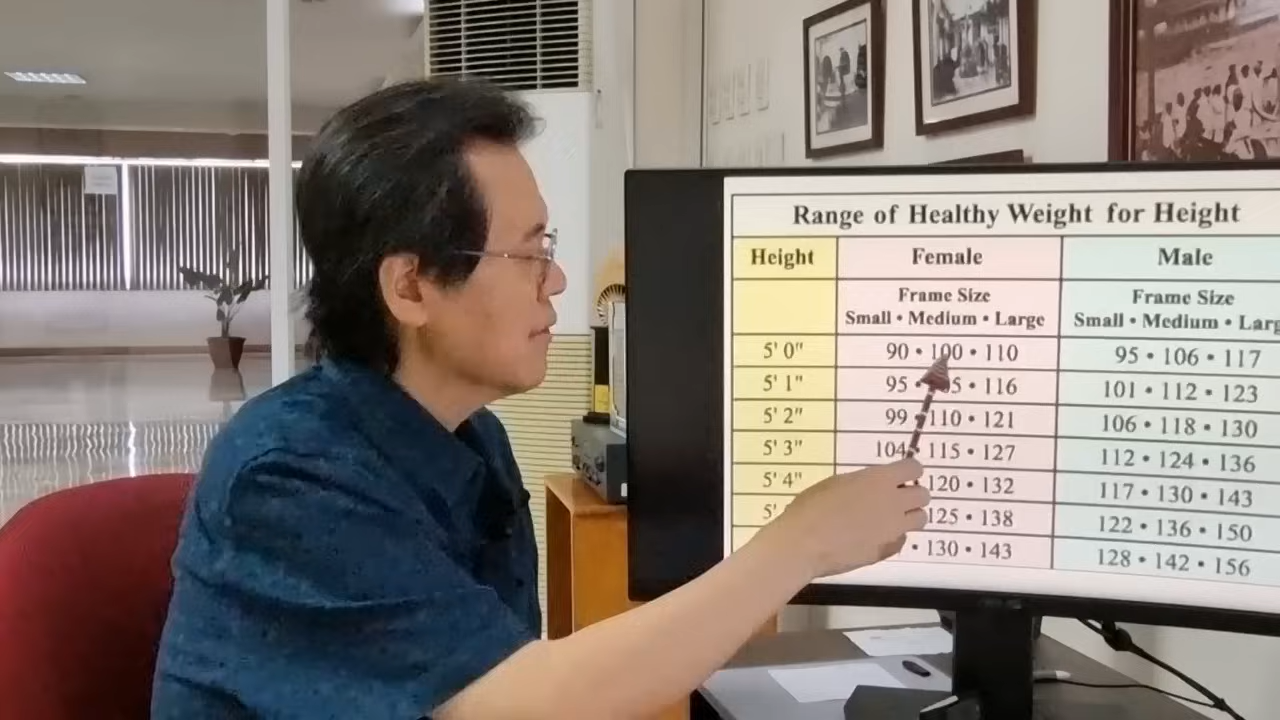 Range of Healthy Weight for Height
Height Female Male
Frame Size Frame Size
Small • Medium • Large Small • Medium •
5' 0" 90 • 100 • 110 95 • 106 • 117
5' 1" 95 • • 116 101 • 112 • 123
5' 2" 99 • 110 • 121 106 • 118 • 130
5' 3" 104 115 • 127 112 • 124 • 136
5' 4" 120 • 132 117 • 130 • 143
125 • 138 122 • 136 • 150
• 130 • 143 128 • 142 • 156